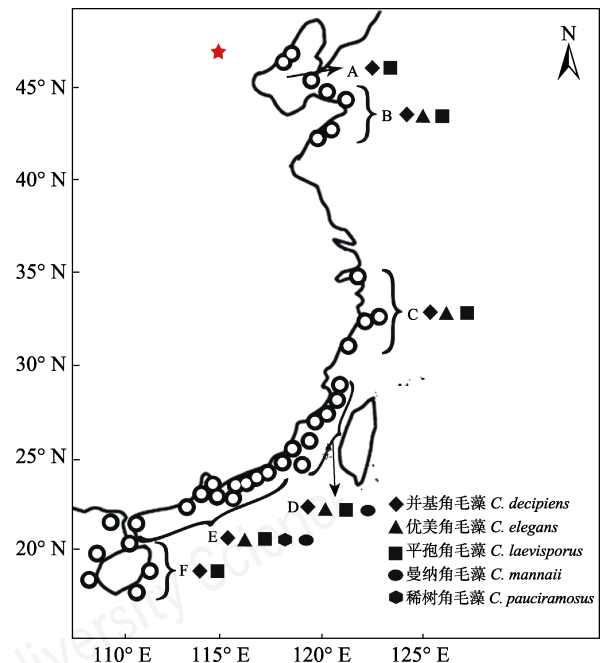 N
45° N
A
B
40° N
35° N
C
30° N
25° N
D
并基角毛藻 C. decipiens
优美角毛藻 C. elegans
E
平孢角毛藻 C. laevisporus
20° N
曼纳角毛藻 C. mannaii
F
稀树角毛藻 C. pauciramosus
110° E 115° E 120° E 125° E
iversity Science